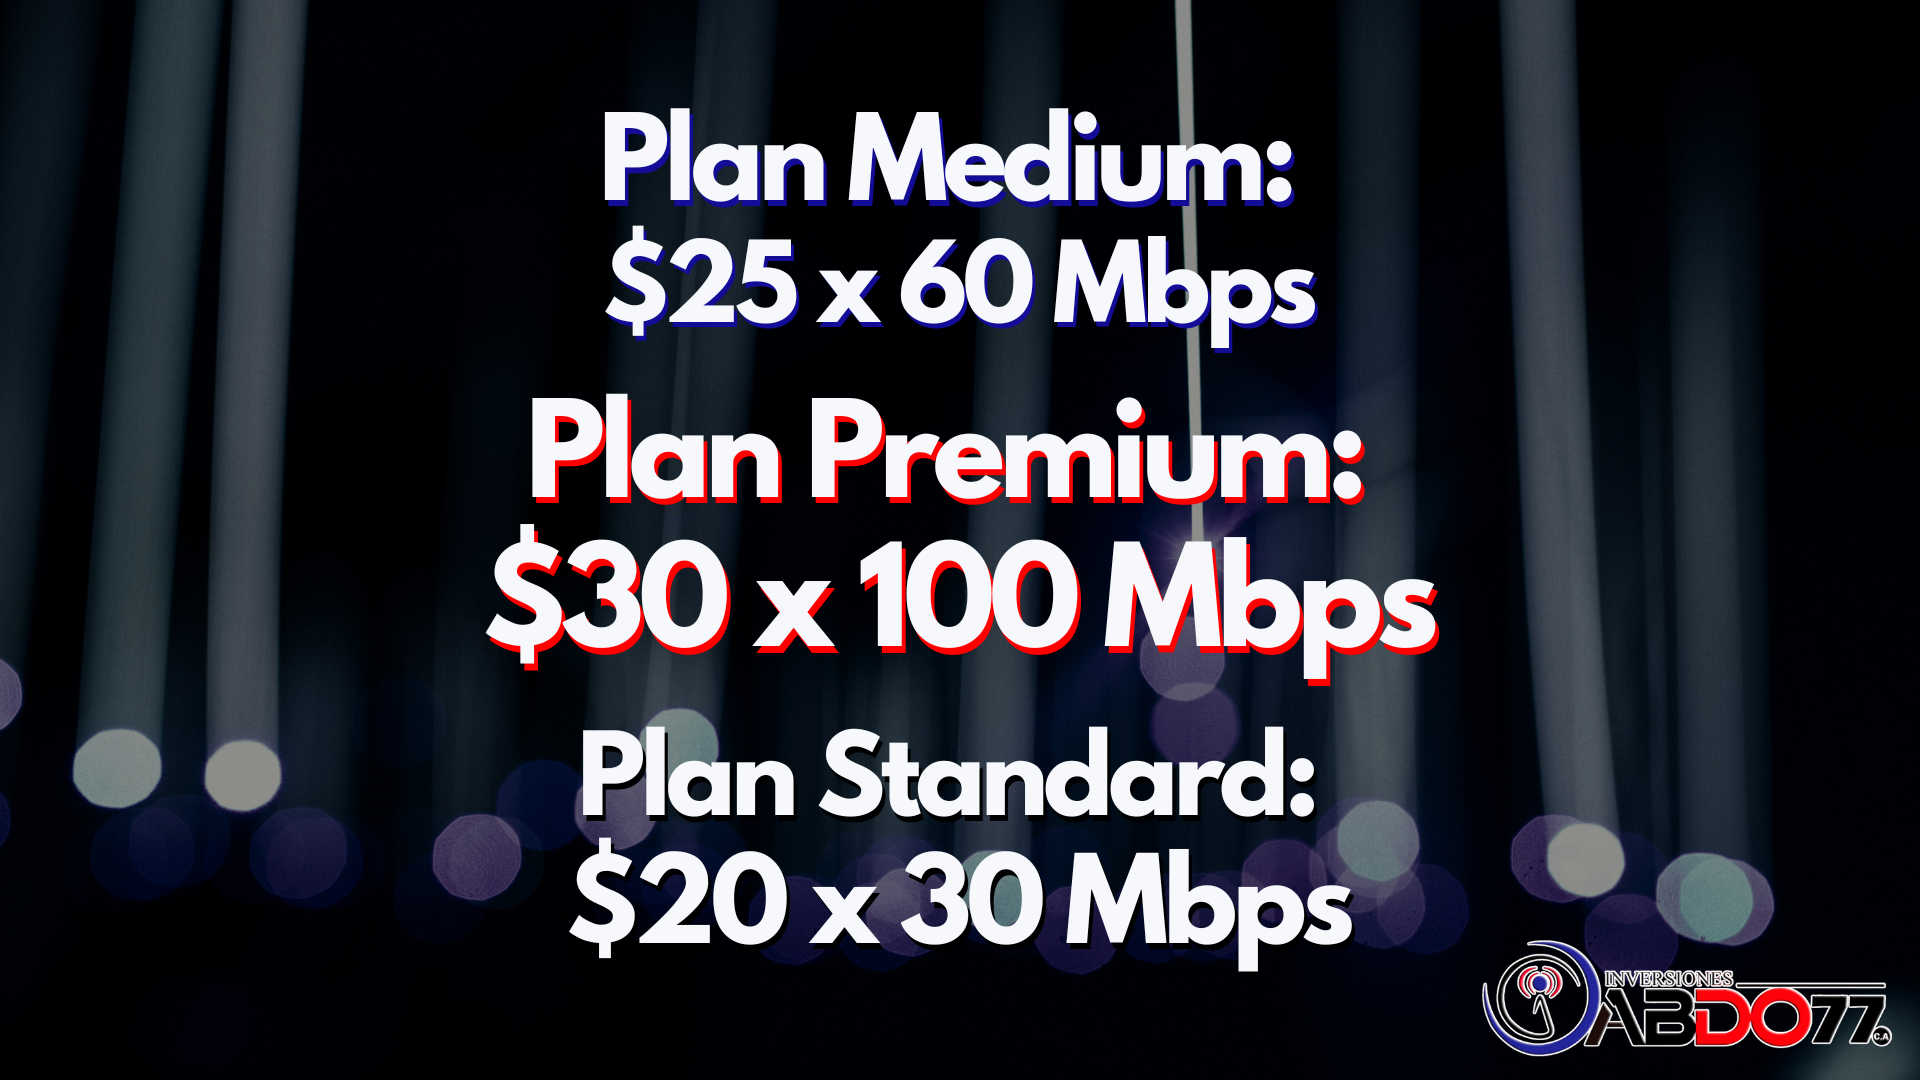 Plan Medium:
$25 x 60 Mbps
Plan Premium:
$30 x 100 Mbps
Plan Standard:
$20 x 30 Mbps
INVERSIONES
ABDO77
C.A